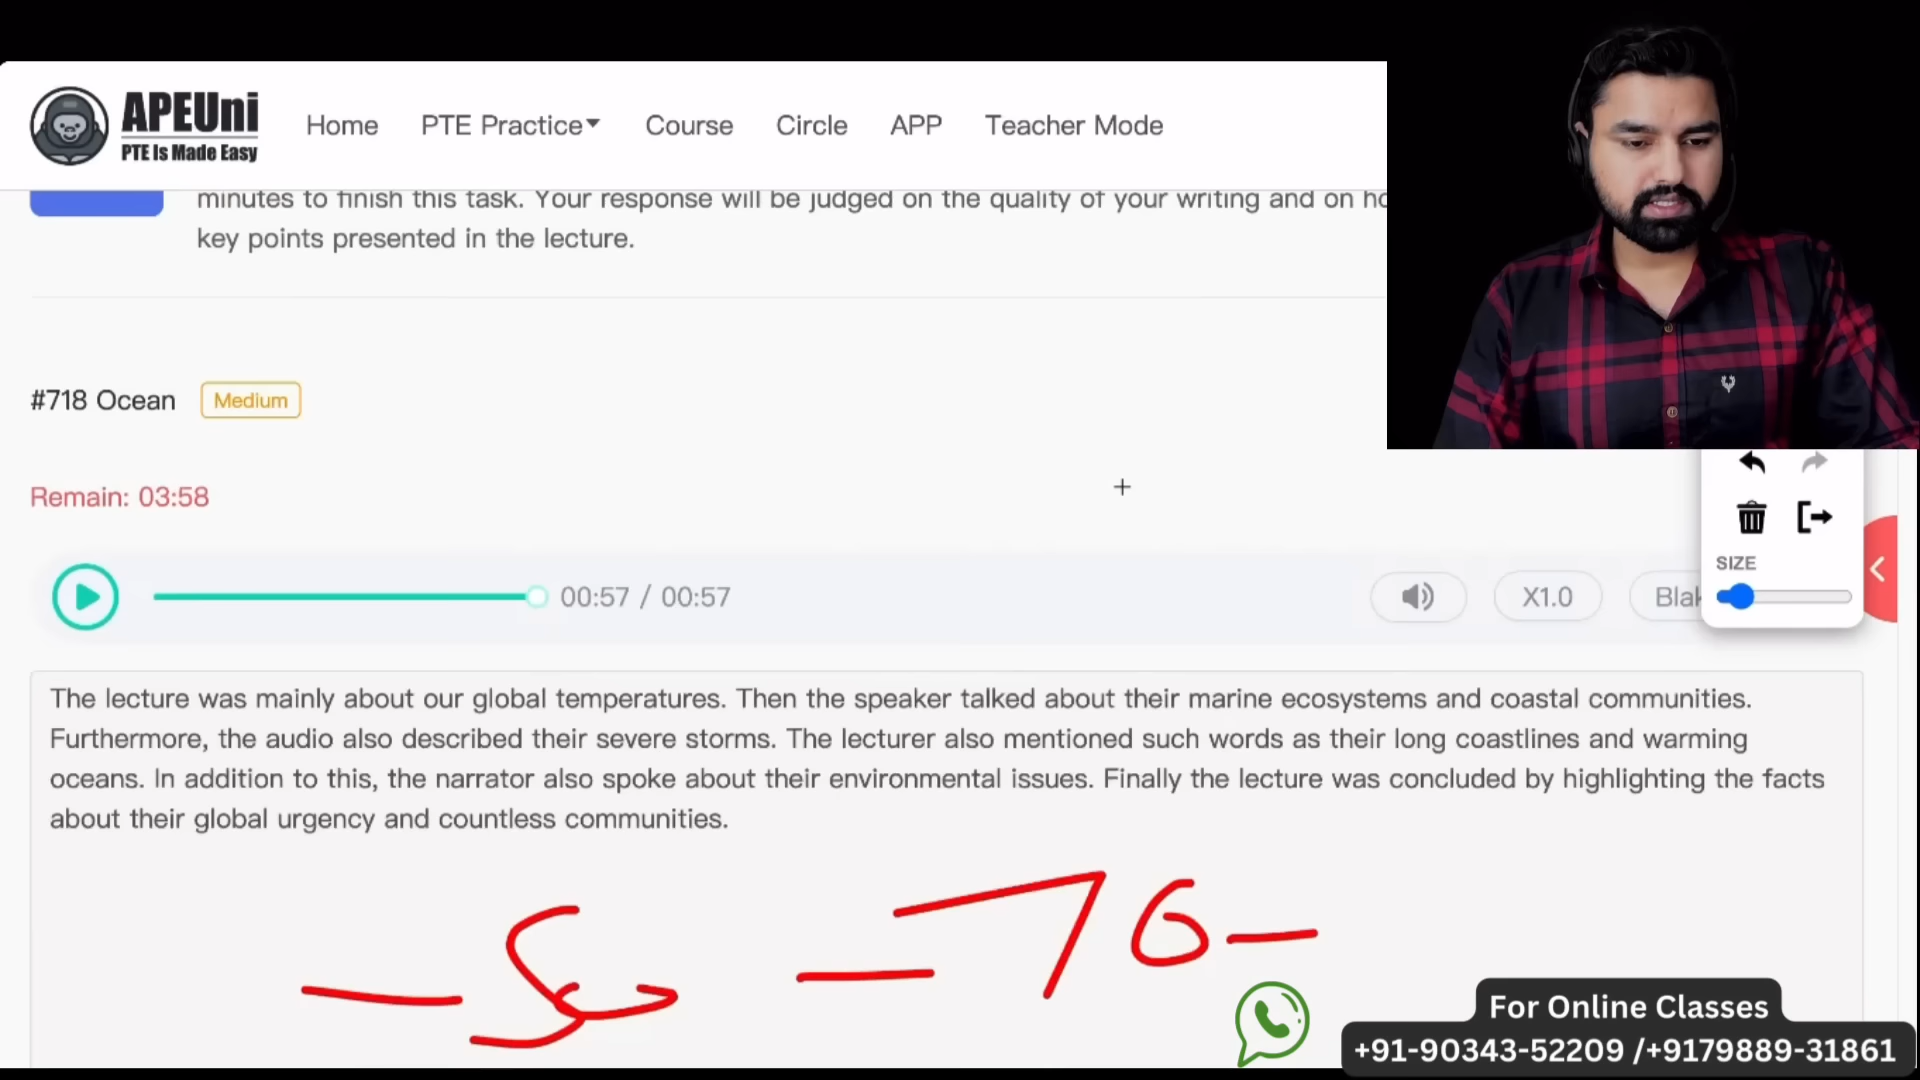 APEUni
PTE Is Made Easy
Home PTE Practice Course Circle APP Teacher Mode
minutes to finish this task. Your response will be judged on the quality of your writing and on
key points presented in the lecture.
#718 Ocean Medium
Remain: 03:58
SIZE
00:57 / 00:57 X1.0
The lecture was mainly about our global temperatures. Then the speaker talked about their marine ecosystems and coastal communities.
Furthermore, the audio also described their severe storms. The lecturer also mentioned such words as their long coastlines and warming
oceans. In addition to this, the narrator also spoke about their environmental issues. Finally the lecture was concluded by highlighting the facts
about their global urgency and countless communities.
76
For Online Classes
+91-90343-52209 /+9179889-31861